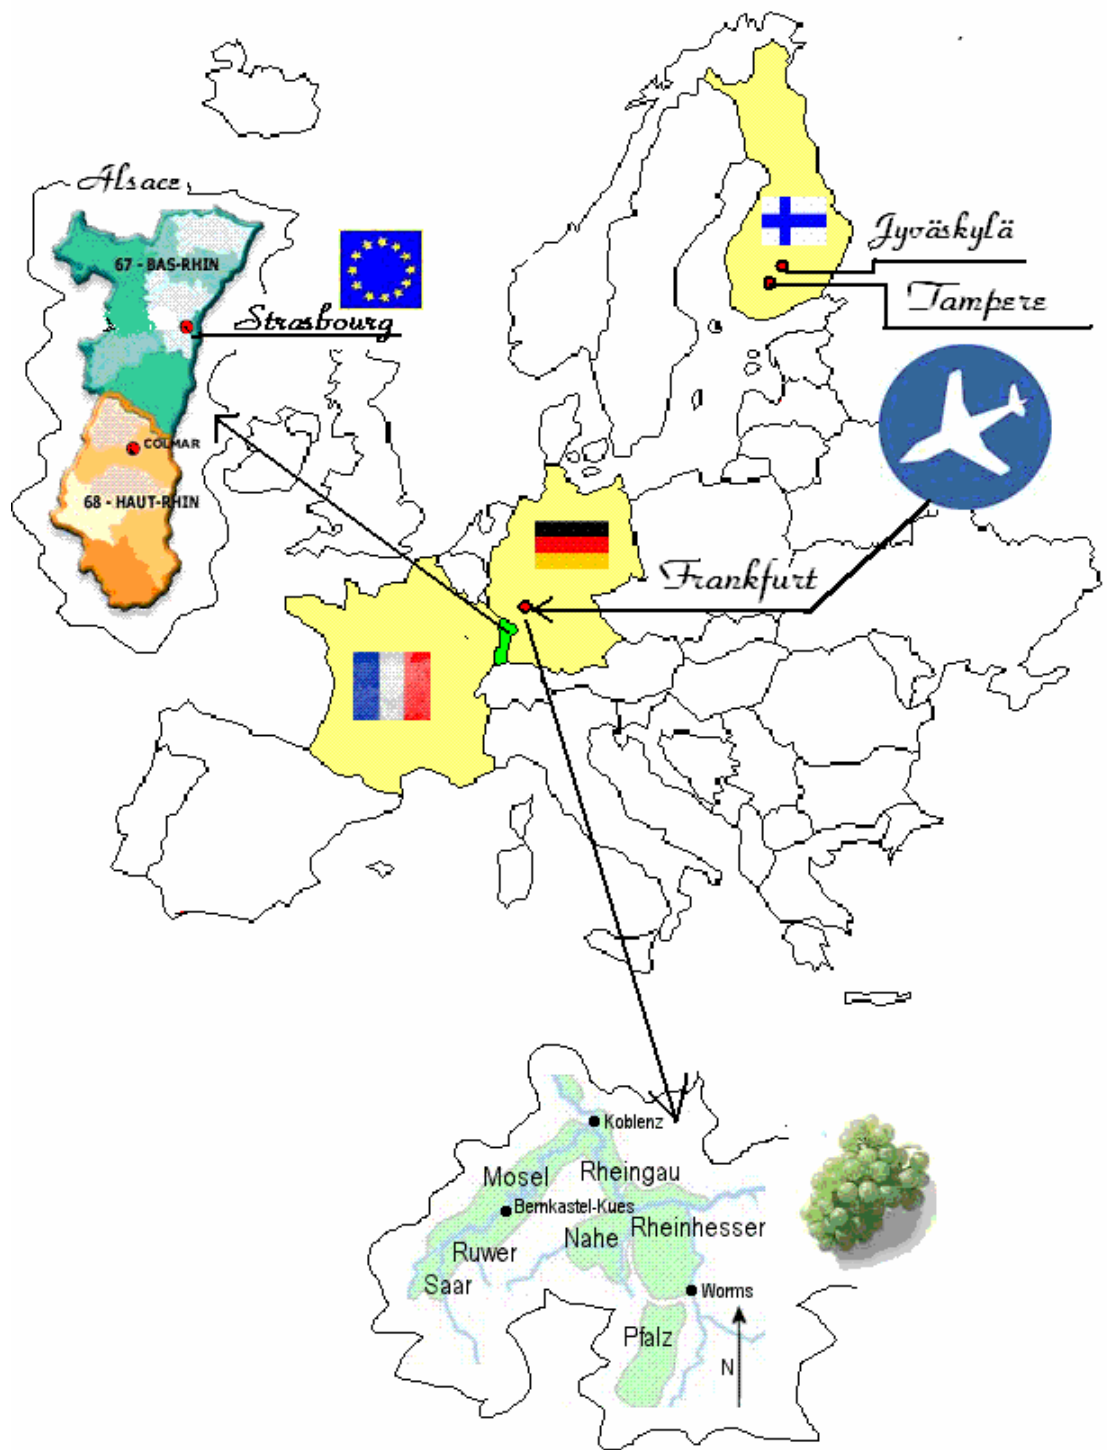 Alsace
67 - BAS-RHIN
Strasbourg
COLMAR
68 - HAUT-RHIN
Jyväskylä
Tampere
Frankfurt
Koblenz
Mosel
Rheingau
Bernkastel-Kues
Rheinhesser
Nahe
Ruwer
Saar
Worms
Pfalz
N